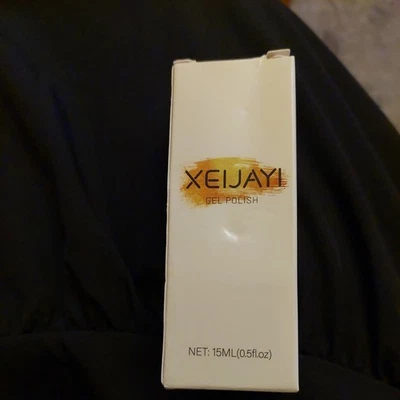 XEIJAYI
GEL POLISH
NET: 15ML(0.5fl.oz)